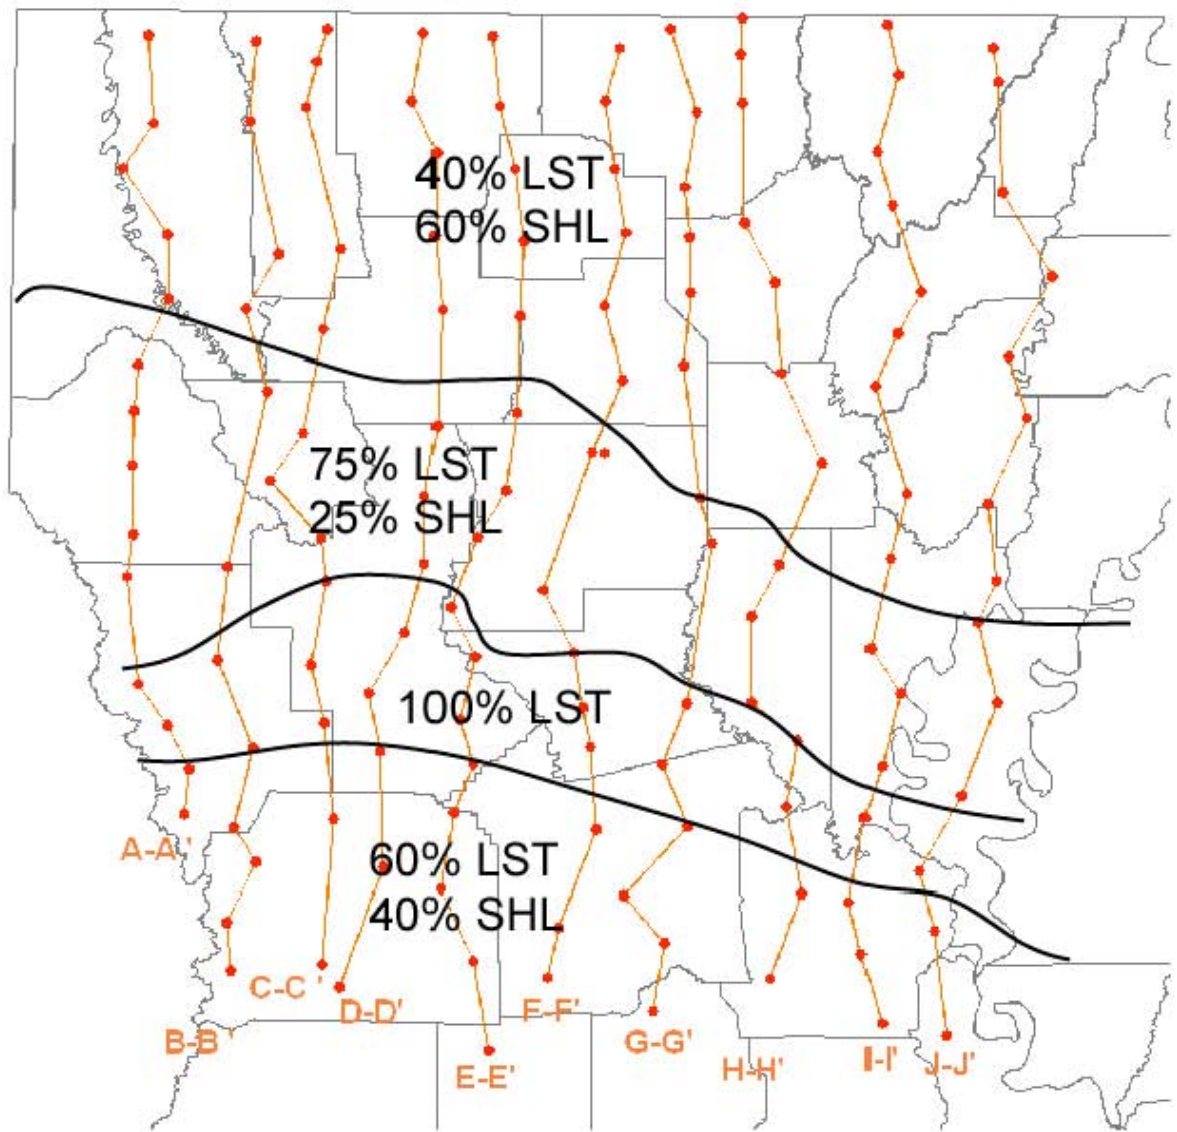 40% LST
60% SHL
75% LST
25% SHL
100% LST
60% LST
40% SHL
A-A'
B-B'
C-C'
D-D'
E-E'
F-F'
G-G'
H-H'
I-I'
J-J'